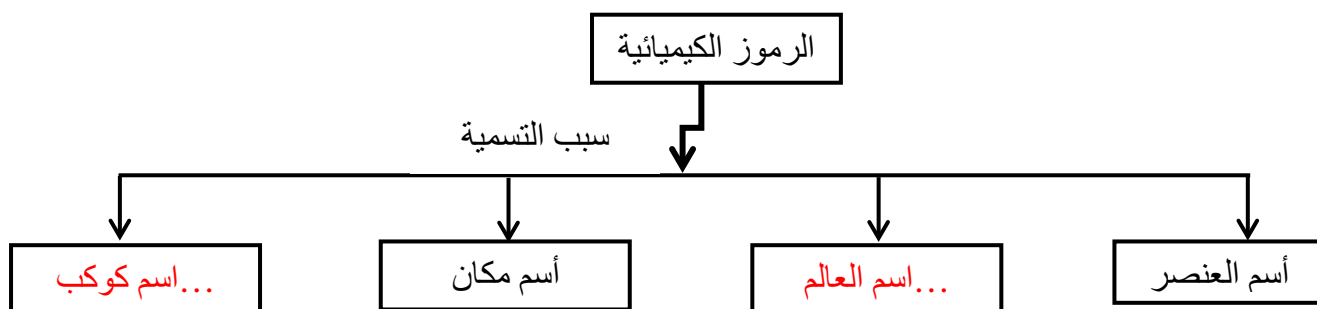 الرموز الكيميائية
سبب التسمية
أسم العنصر
...اسم العالم
أسم مكان
...اسم كوكب